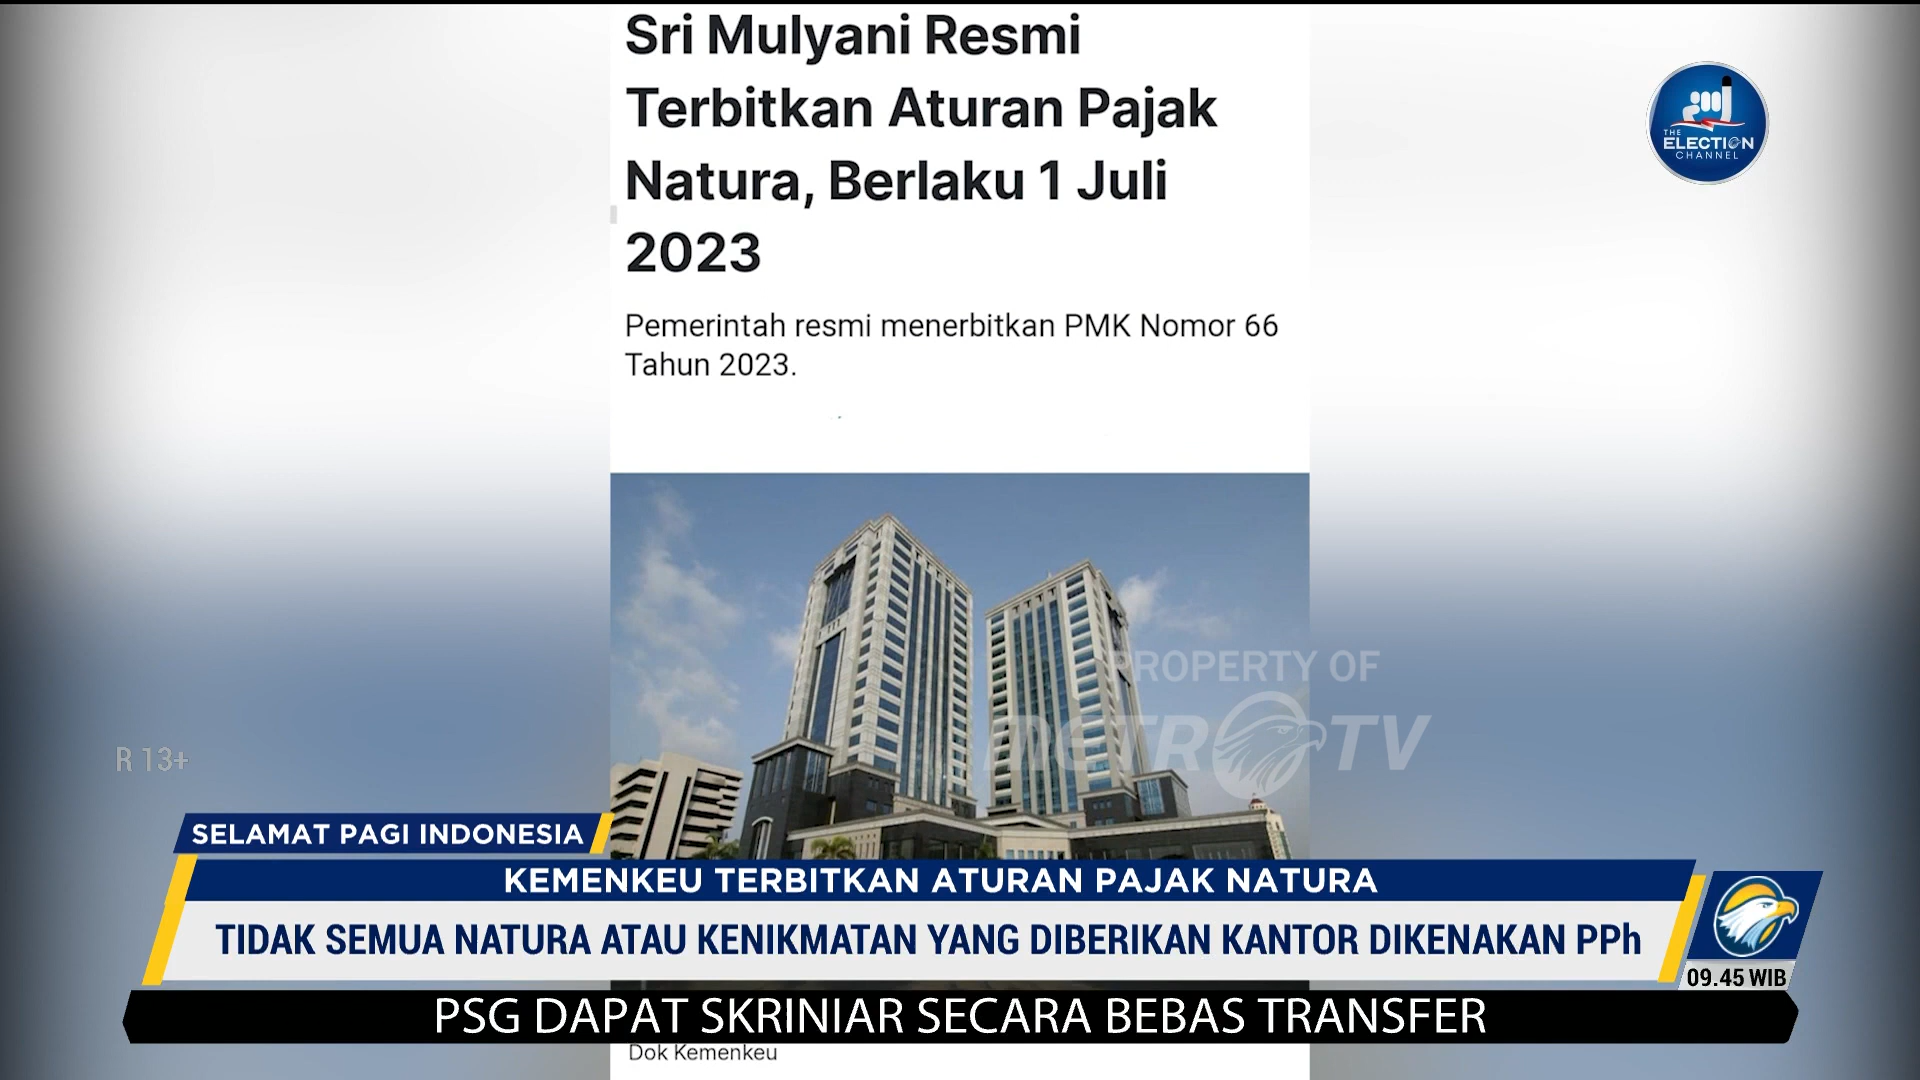 Sri Mulyani Resmi
Terbitkan Aturan Pajak
Natura, Berlaku 1 Juli
2023
THE
ELECTION
CHANNEL
Pemerintah resmi menerbitkan PMK Nomor 66
Tahun 2023.
PROPERTY OF
METRO TV
R 13+
SELAMAT PAGI INDONESIA
KEMENKEU TERBITKAN ATURAN PAJAK NATURA
TIDAK SEMUA NATURA ATAU KENIKMATAN YANG DIBERIKAN KANTOR DIKENAKAN PPh
09.45 WIB
PSG DAPAT SKRINIAR SECARA BEBAS TRANSFER
Dok Kemenkeu